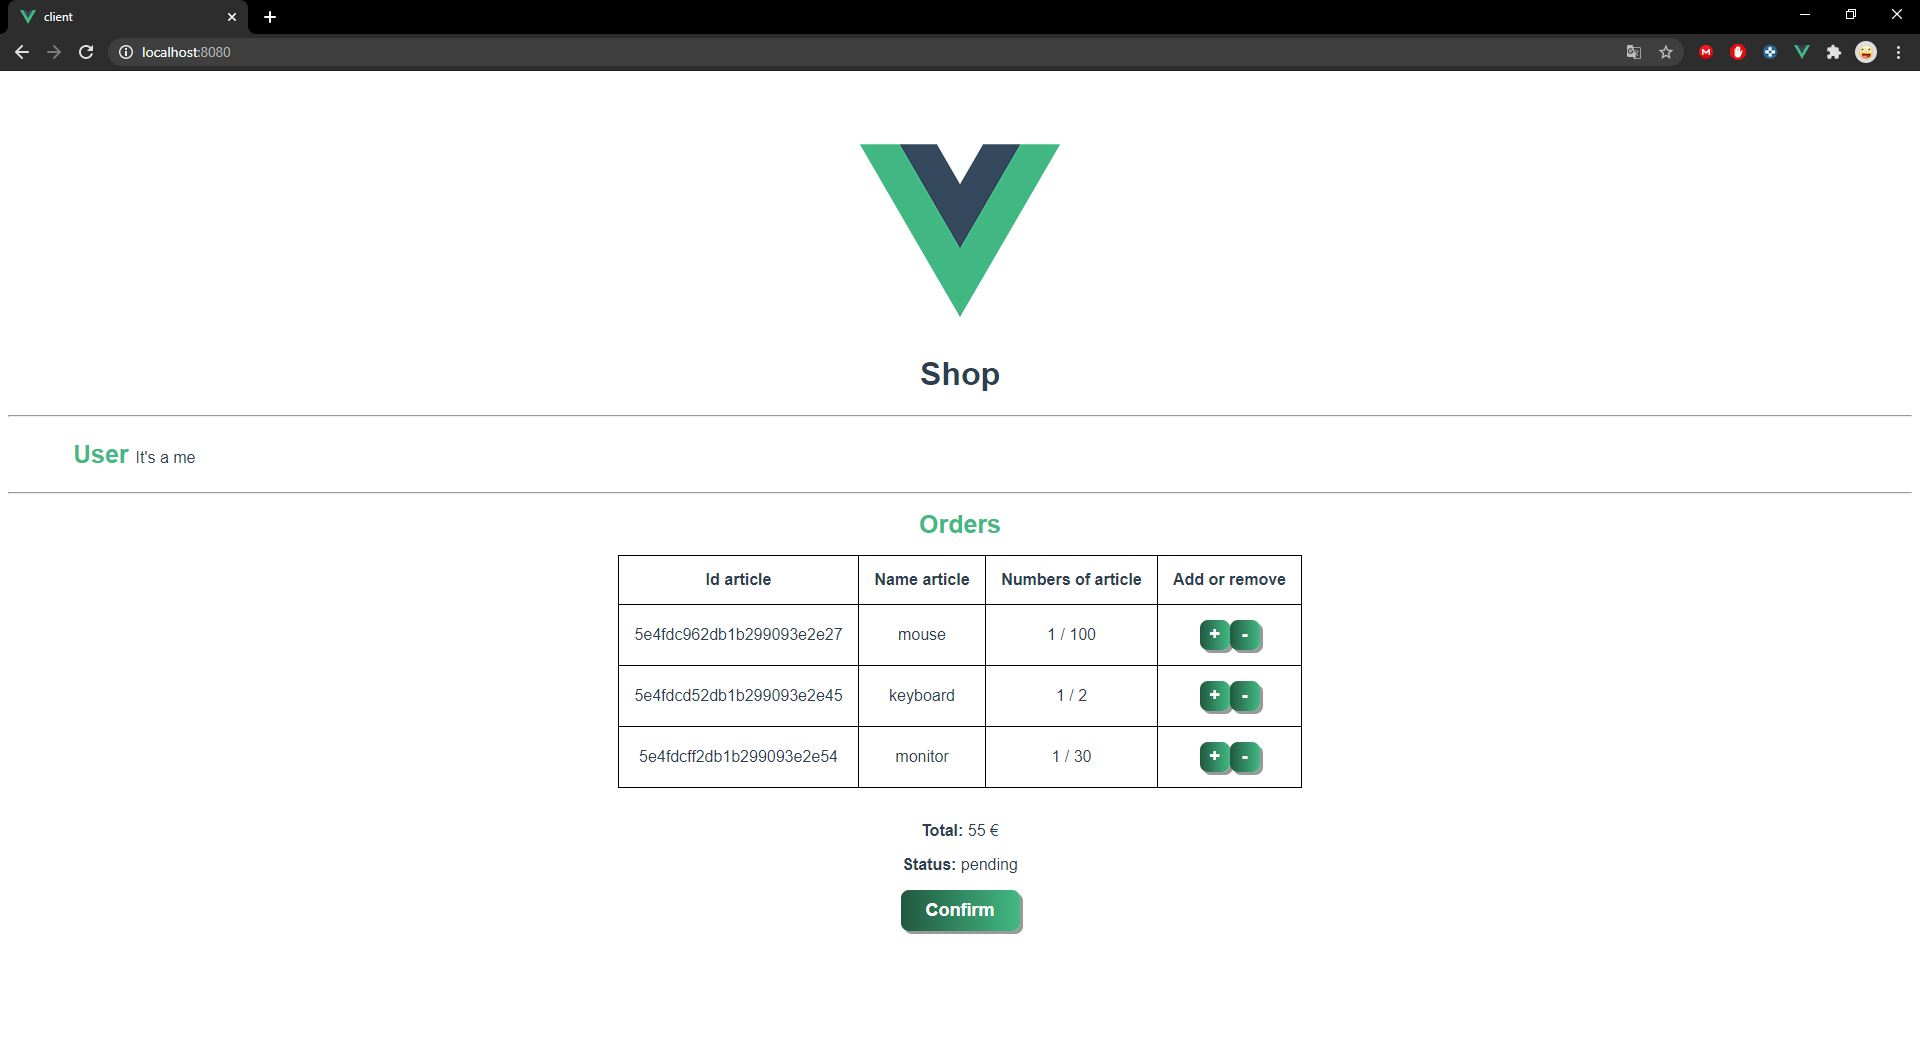 client
localhost:8080
Shop
User It's a me
Orders
Id article Name article Numbers of article Add or remove
5e4fdc962db1b299093e2e27 mouse 1 / 100 + -
5e4fdcd52db1b299093e2e45 keyboard 1 / 2 + -
5e4fdcff2db1b299093e2e54 monitor 1 / 30 + -
Total: 55 €
Status: pending
Confirm